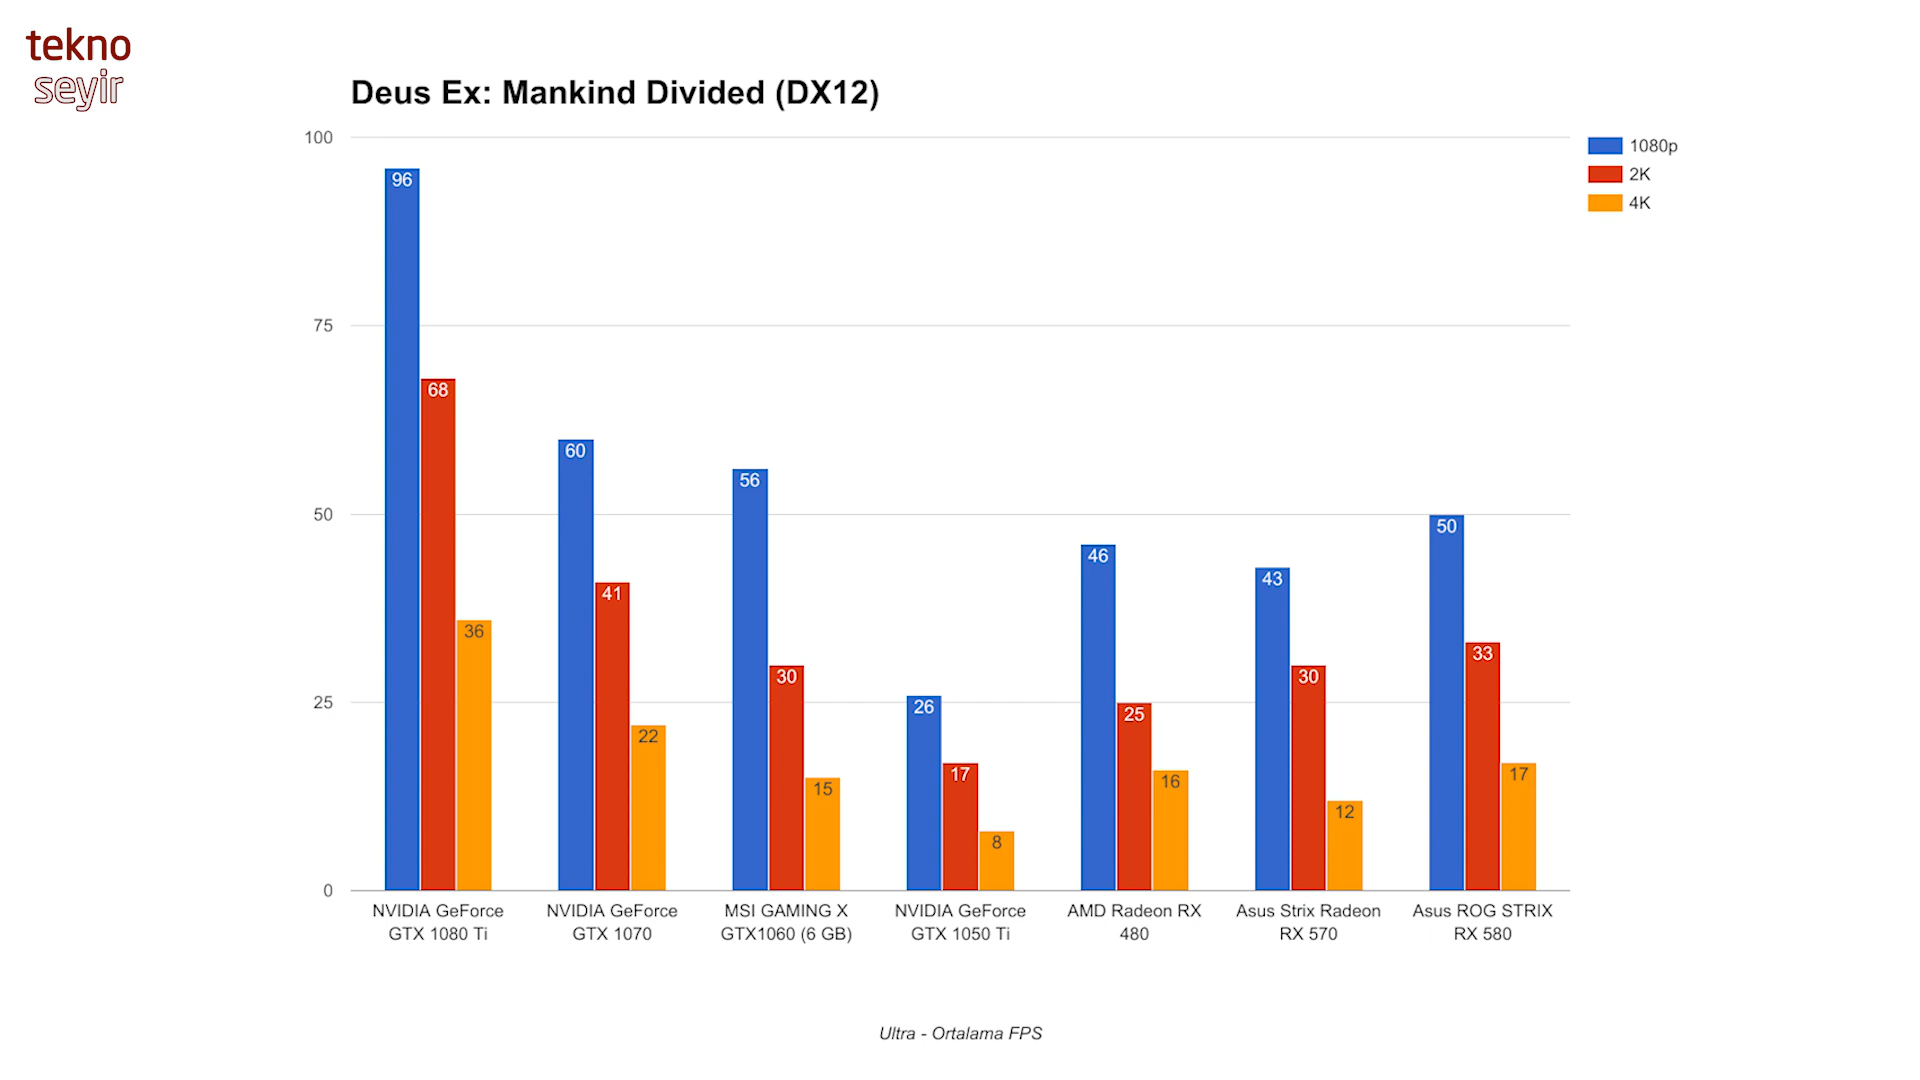 tekno
seyir
Deus Ex: Mankind Divided (DX12)
100
75
50
25
0
1080p
2K
4K
96
68
36
60
41
22
56
30
15
26
17
8
46
25
16
43
30
12
50
33
17
NVIDIA GeForce
GTX 1080 Ti
NVIDIA GeForce
GTX 1070
MSI GAMING X
GTX1060 (6 GB)
NVIDIA GeForce
GTX 1050 Ti
AMD Radeon RX
480
Asus Strix Radeon
RX 570
Asus ROG STRIX
RX 580
Ultra - Ortalama FPS